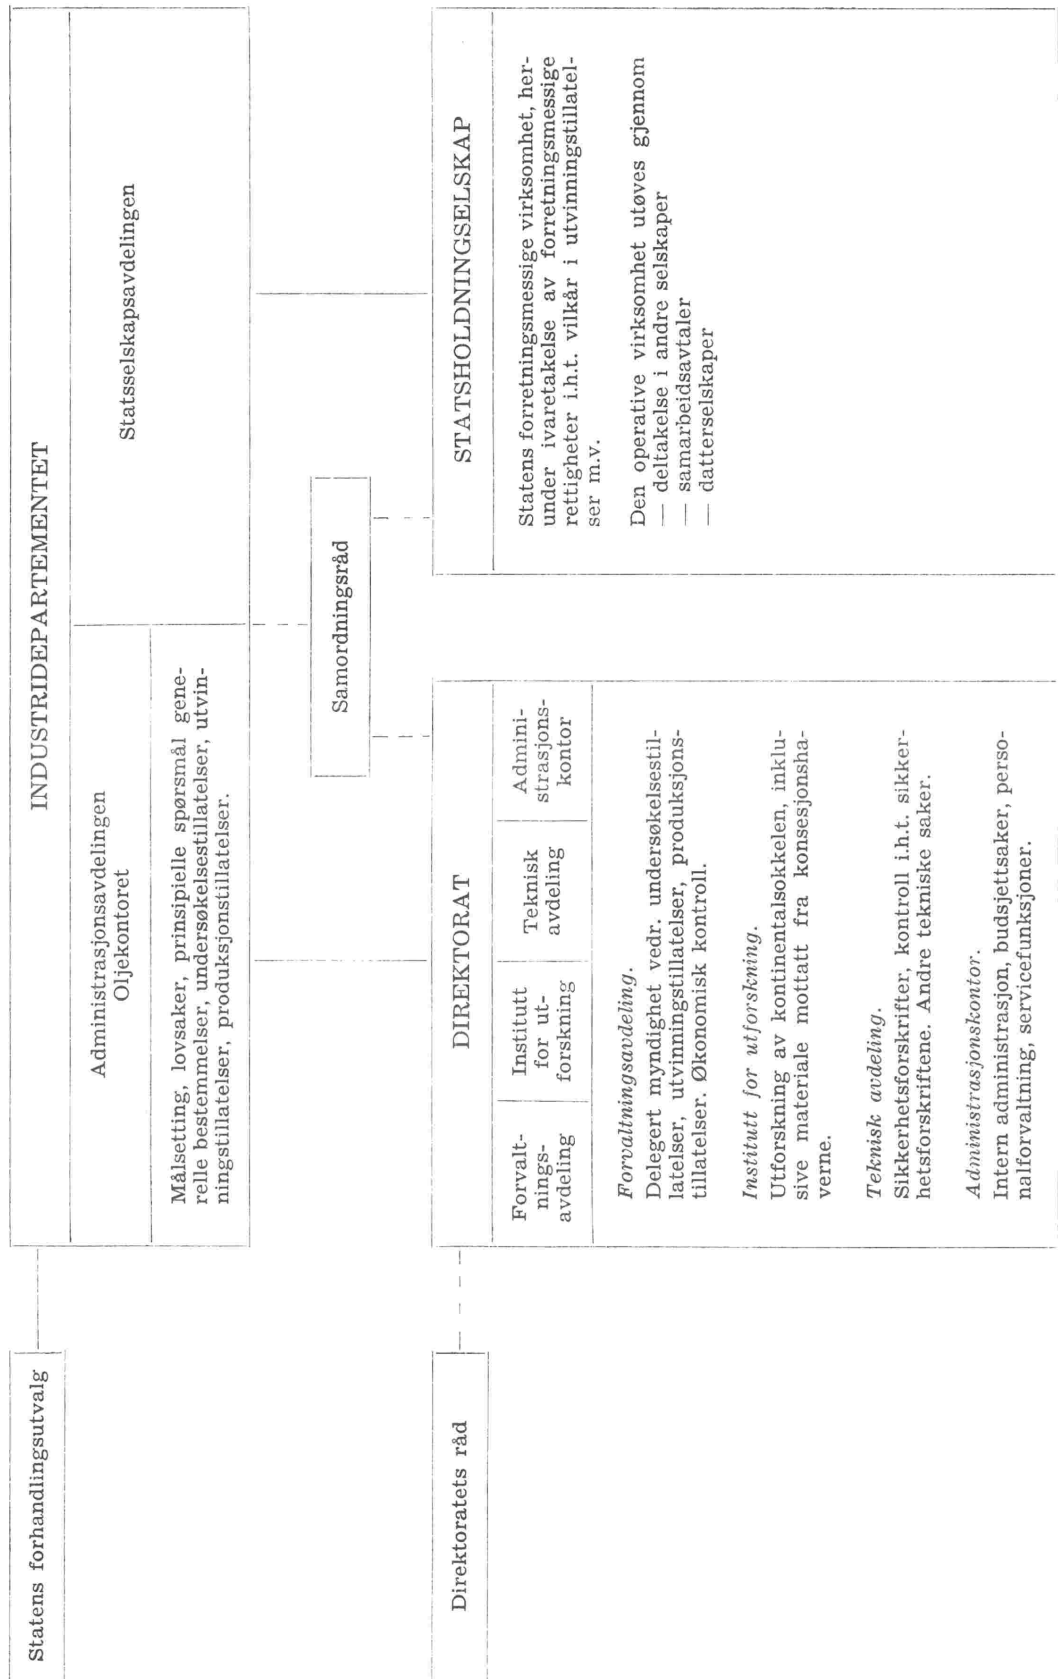 Statens forhandlingsutvalg
INDUSTRIDEPARTEMENTET
Administrasjonsavdelingen
Oljekontoret
Målsetting, lovsaker, prinsipielle spørsmål gene-
relle bestemmelser, undersøkelsestillatelser, utvin-
ningstillatelser, produksjonstillatelser.
Statsselskapsavdelingen
Samordningsråd
Direktoratets råd
DIREKTORAT
Forvalt-
nings-
avdeling
Institutt
for ut-
forskning
Teknisk
avdeling
Admini-
strasjons-
kontor
Forvaltningsavdeling.
Delegert myndighet vedr. undersøkelsestil-
latelser, utvinningstillatelser, produksjons-
tillatelser. Økonomisk kontroll.
Institutt for utforskning.
Utforskning av kontinentalsokkelen, inklu-
sive materiale mottatt fra konsesjonsha-
verne.
Teknisk avdeling.
Sikkerhetsforskrifter, kontroll i.h.t. sikker-
hetsforskriftene. Andre tekniske saker.
Administrasjonskontor.
Intern administrasjon, budsjettsaker, perso-
nalforvaltning, servicefunksjoner.
STATSHOLDNINGSELSKAP
Statens forretningsmessige virksomhet, her-
under ivaretakelse av forretningsmessige
rettigheter i.h.t. vilkår i utvinningstillatel-
ser m.v.
Den operative virksomhet utøves gjennom
— deltakelse i andre selskaper
— samarbeidsavtaler
— datterselskaper